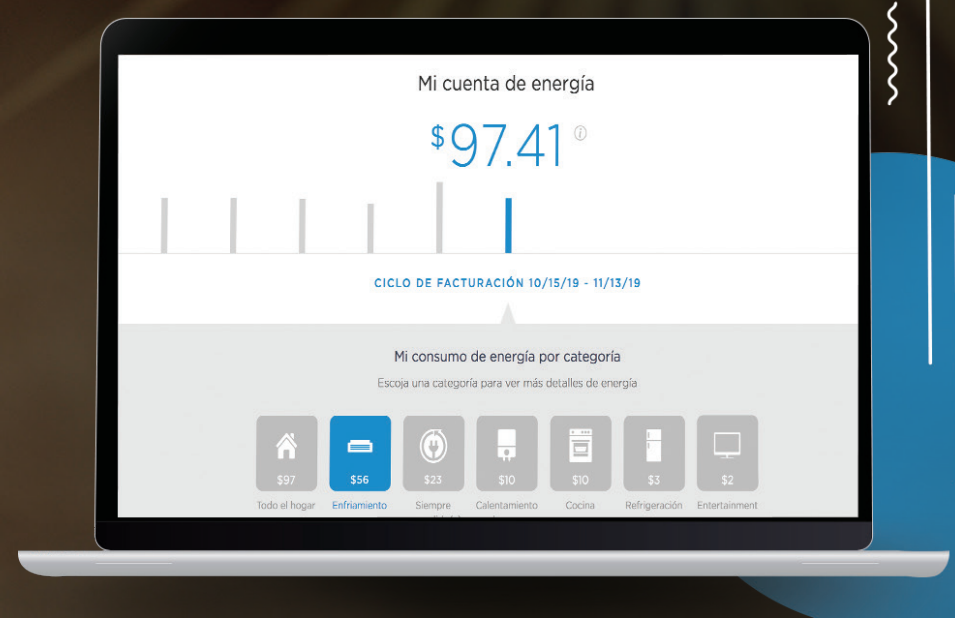 Mi cuenta de energía
$97.41
CICLO DE FACTURACIÓN 10/15/19 - 11/13/19
Mi consumo de energía por categoría
Escoja una categoría para ver más detalles de energía
$97 $56 $23 $10 $10 $3 $2
Todo el hogar Enfriamiento Siempre Calentamiento Cocina Refrigeración Entertainment